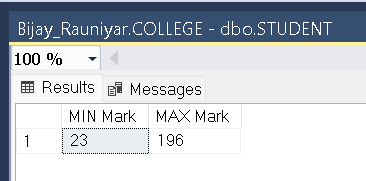 Bijay_Rauniyar.COLLEGE - dbo.STUDENT
100 %
Results Messages
MIN Mark MAX Mark
1 23 196